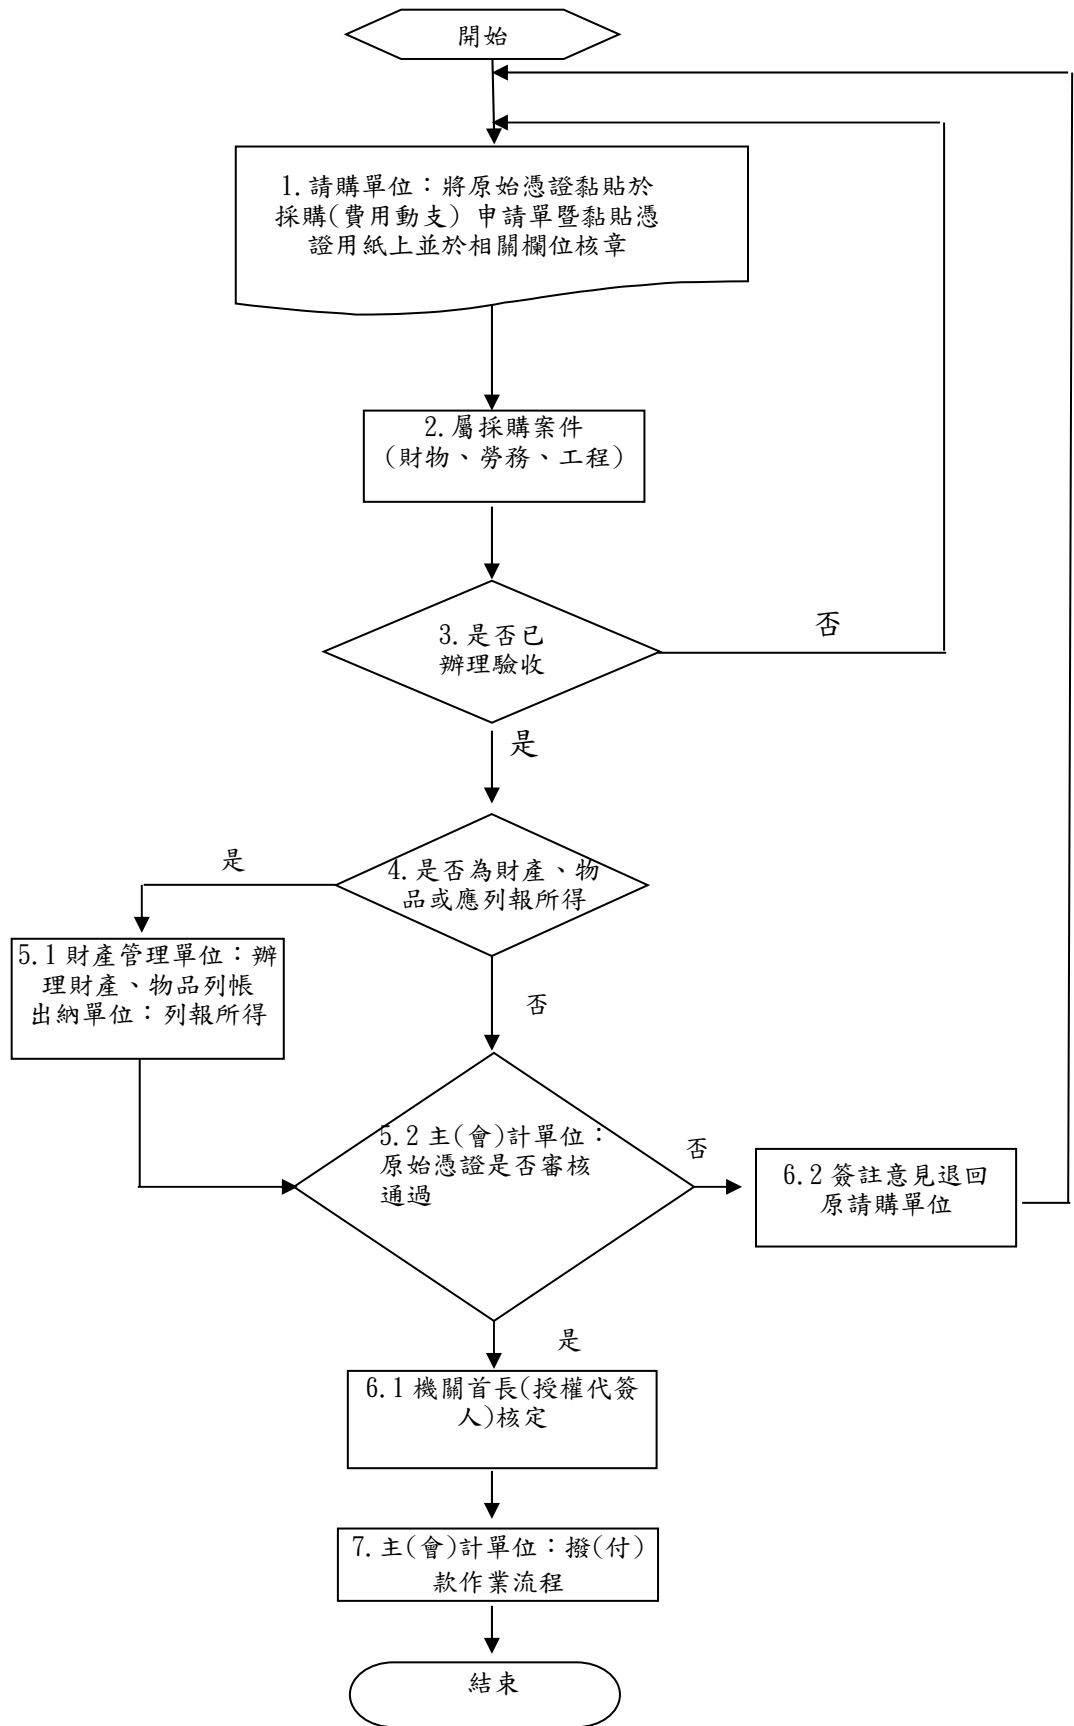 開始
1.請購單位：將原始憑證黏貼於
採購(費用動支) 申請單暨黏貼憑
證用紙上並於相關欄位核章
2.屬採購案件
(財物、勞務、工程)
3.是否已
辦理驗收
否
是
4.是否為財產、物
品或應列報所得
是
5.1 財產管理單位：辦
理財產、物品列帳
出納單位：列報所得
否
5.2 主(會)計單位：
原始憑證是否審核
通過
否
6.2 簽註意見退回
原請購單位
是
6.1 機關首長(授權代簽
人)核定
7.主(會)計單位：撥(付)
款作業流程
結束